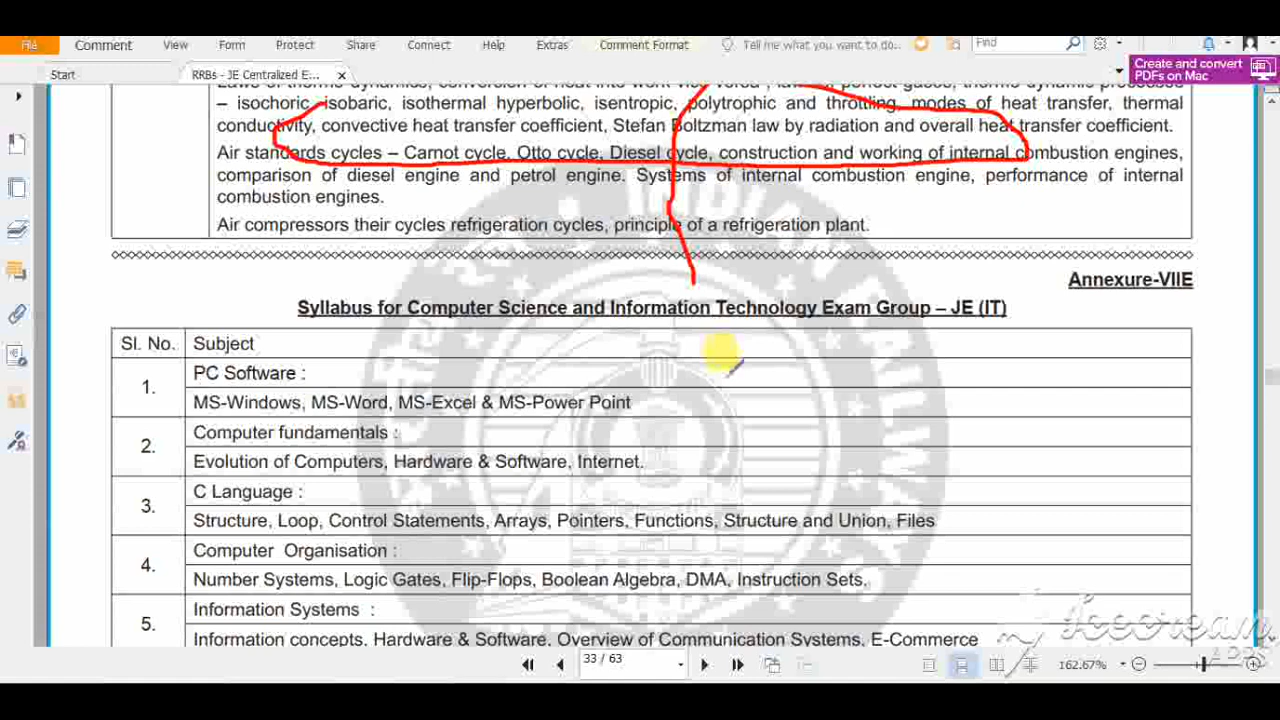 File Comment View Form Protect Share Connect Help Extras Comment Format Tell me what you want to do.. Find
Start RRBs - JE Centralized E... Create and convert PDFs on Mac
– isochoric, isobaric, isothermal hyperbolic, isentropic, polytrophic and throttling, modes of heat transfer, thermal
conductivity, convective heat transfer coefficient, Stefan Boltzman law by radiation and overall heat transfer coefficient.
Air standards cycles – Carnot cycle, Otto cycle, Diesel cycle, construction and working of internal combustion engines,
comparison of diesel engine and petrol engine. Systems of internal combustion engine, performance of internal
combustion engines.
Air compressors their cycles refrigeration cycles, principle of a refrigeration plant.
Annexure-VIIE
Syllabus for Computer Science and Information Technology Exam Group – JE (IT)
Sl. No. Subject
1. PC Software :
MS-Windows, MS-Word, MS-Excel & MS-Power Point
2. Computer fundamentals :
Evolution of Computers, Hardware & Software, Internet.
3. C Language :
Structure, Loop, Control Statements, Arrays, Pointers, Functions, Structure and Union, Files
4. Computer Organisation :
Number Systems, Logic Gates, Flip-Flops, Boolean Algebra, DMA, Instruction Sets.
5. Information Systems :
Information concepts, Hardware & Software, Overview of Communication Systems, E-Commerce
Icecream
APPS
33 / 63 162.67%